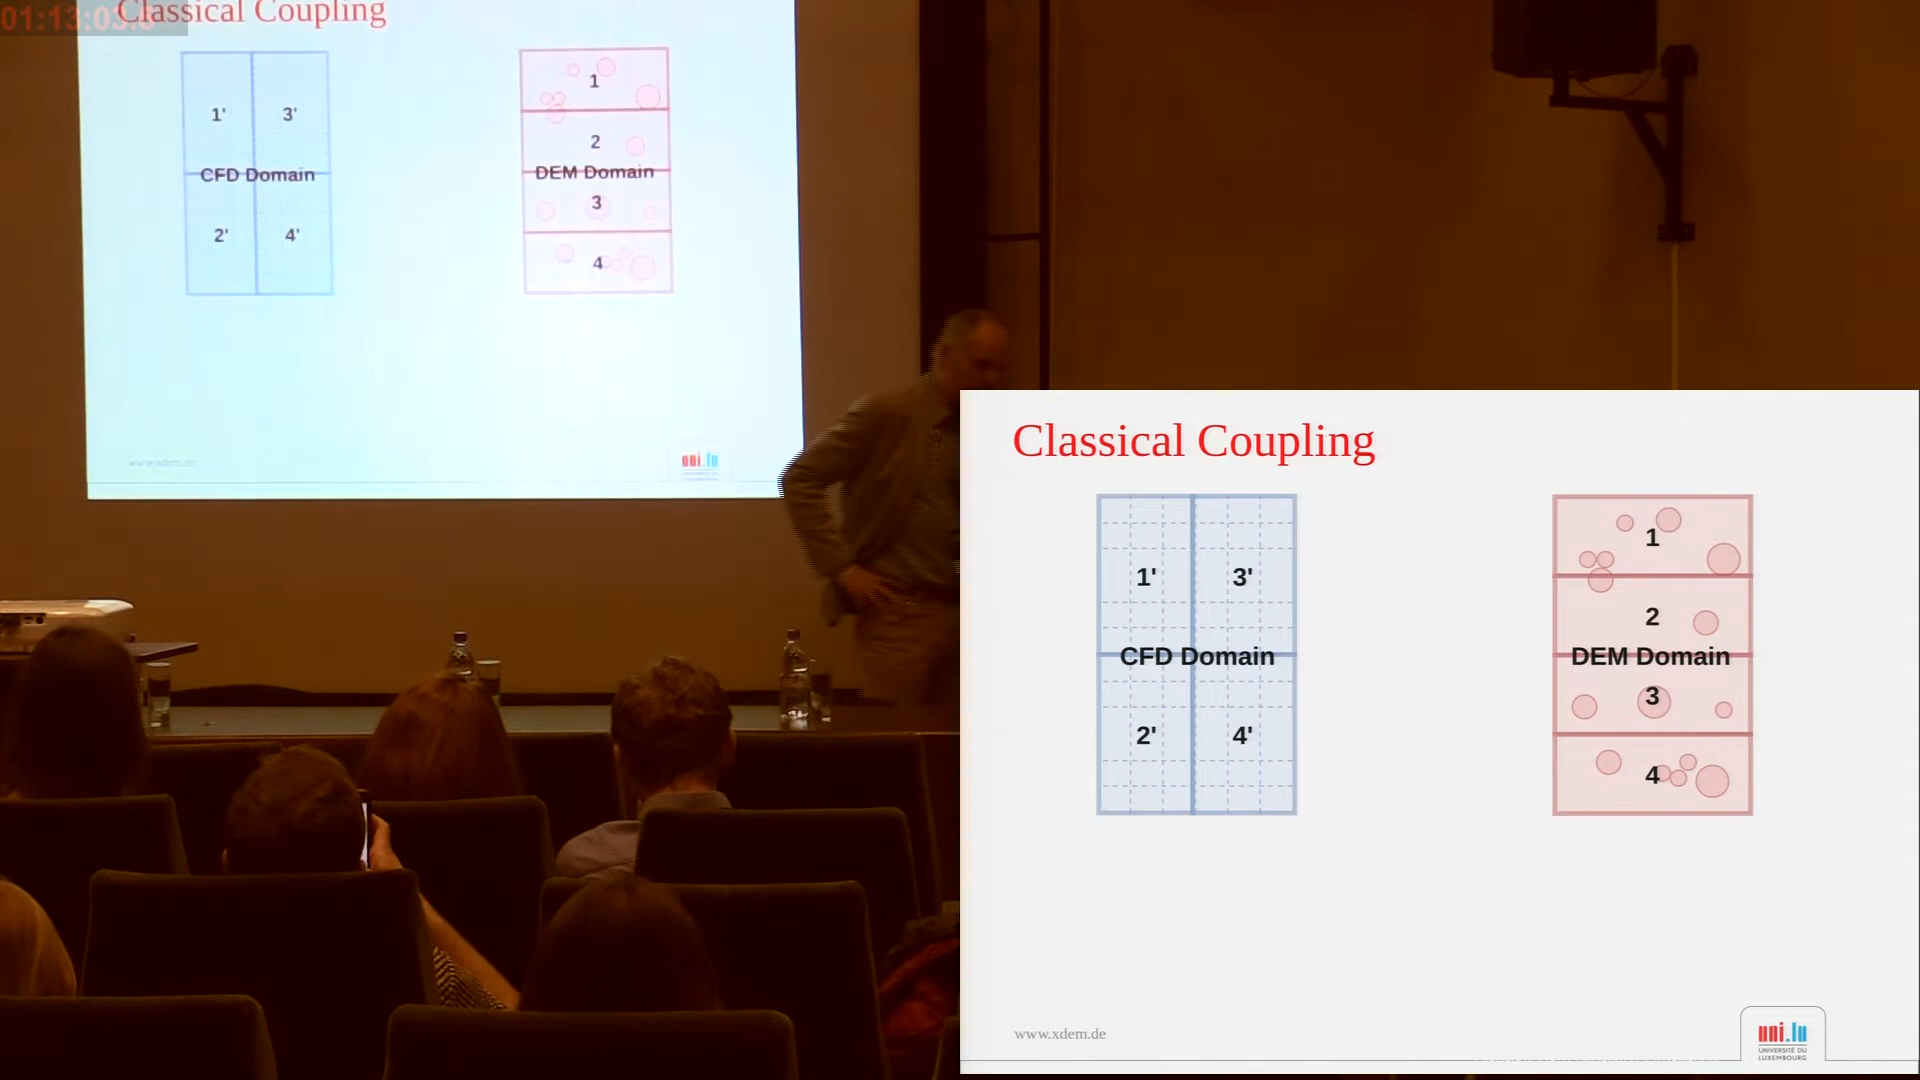 01:13:03.
Classical Coupling
1' 3'
CFD Domain
2' 4'
1
2
DEM Domain
3
4
www.xdem.de
uni.lu
Classical Coupling
1' 3'
CFD Domain
2' 4'
1
2
DEM Domain
3
4
www.xdem.de
uni.lu
UNIVERSITÉ DU
LUXEMBOURG